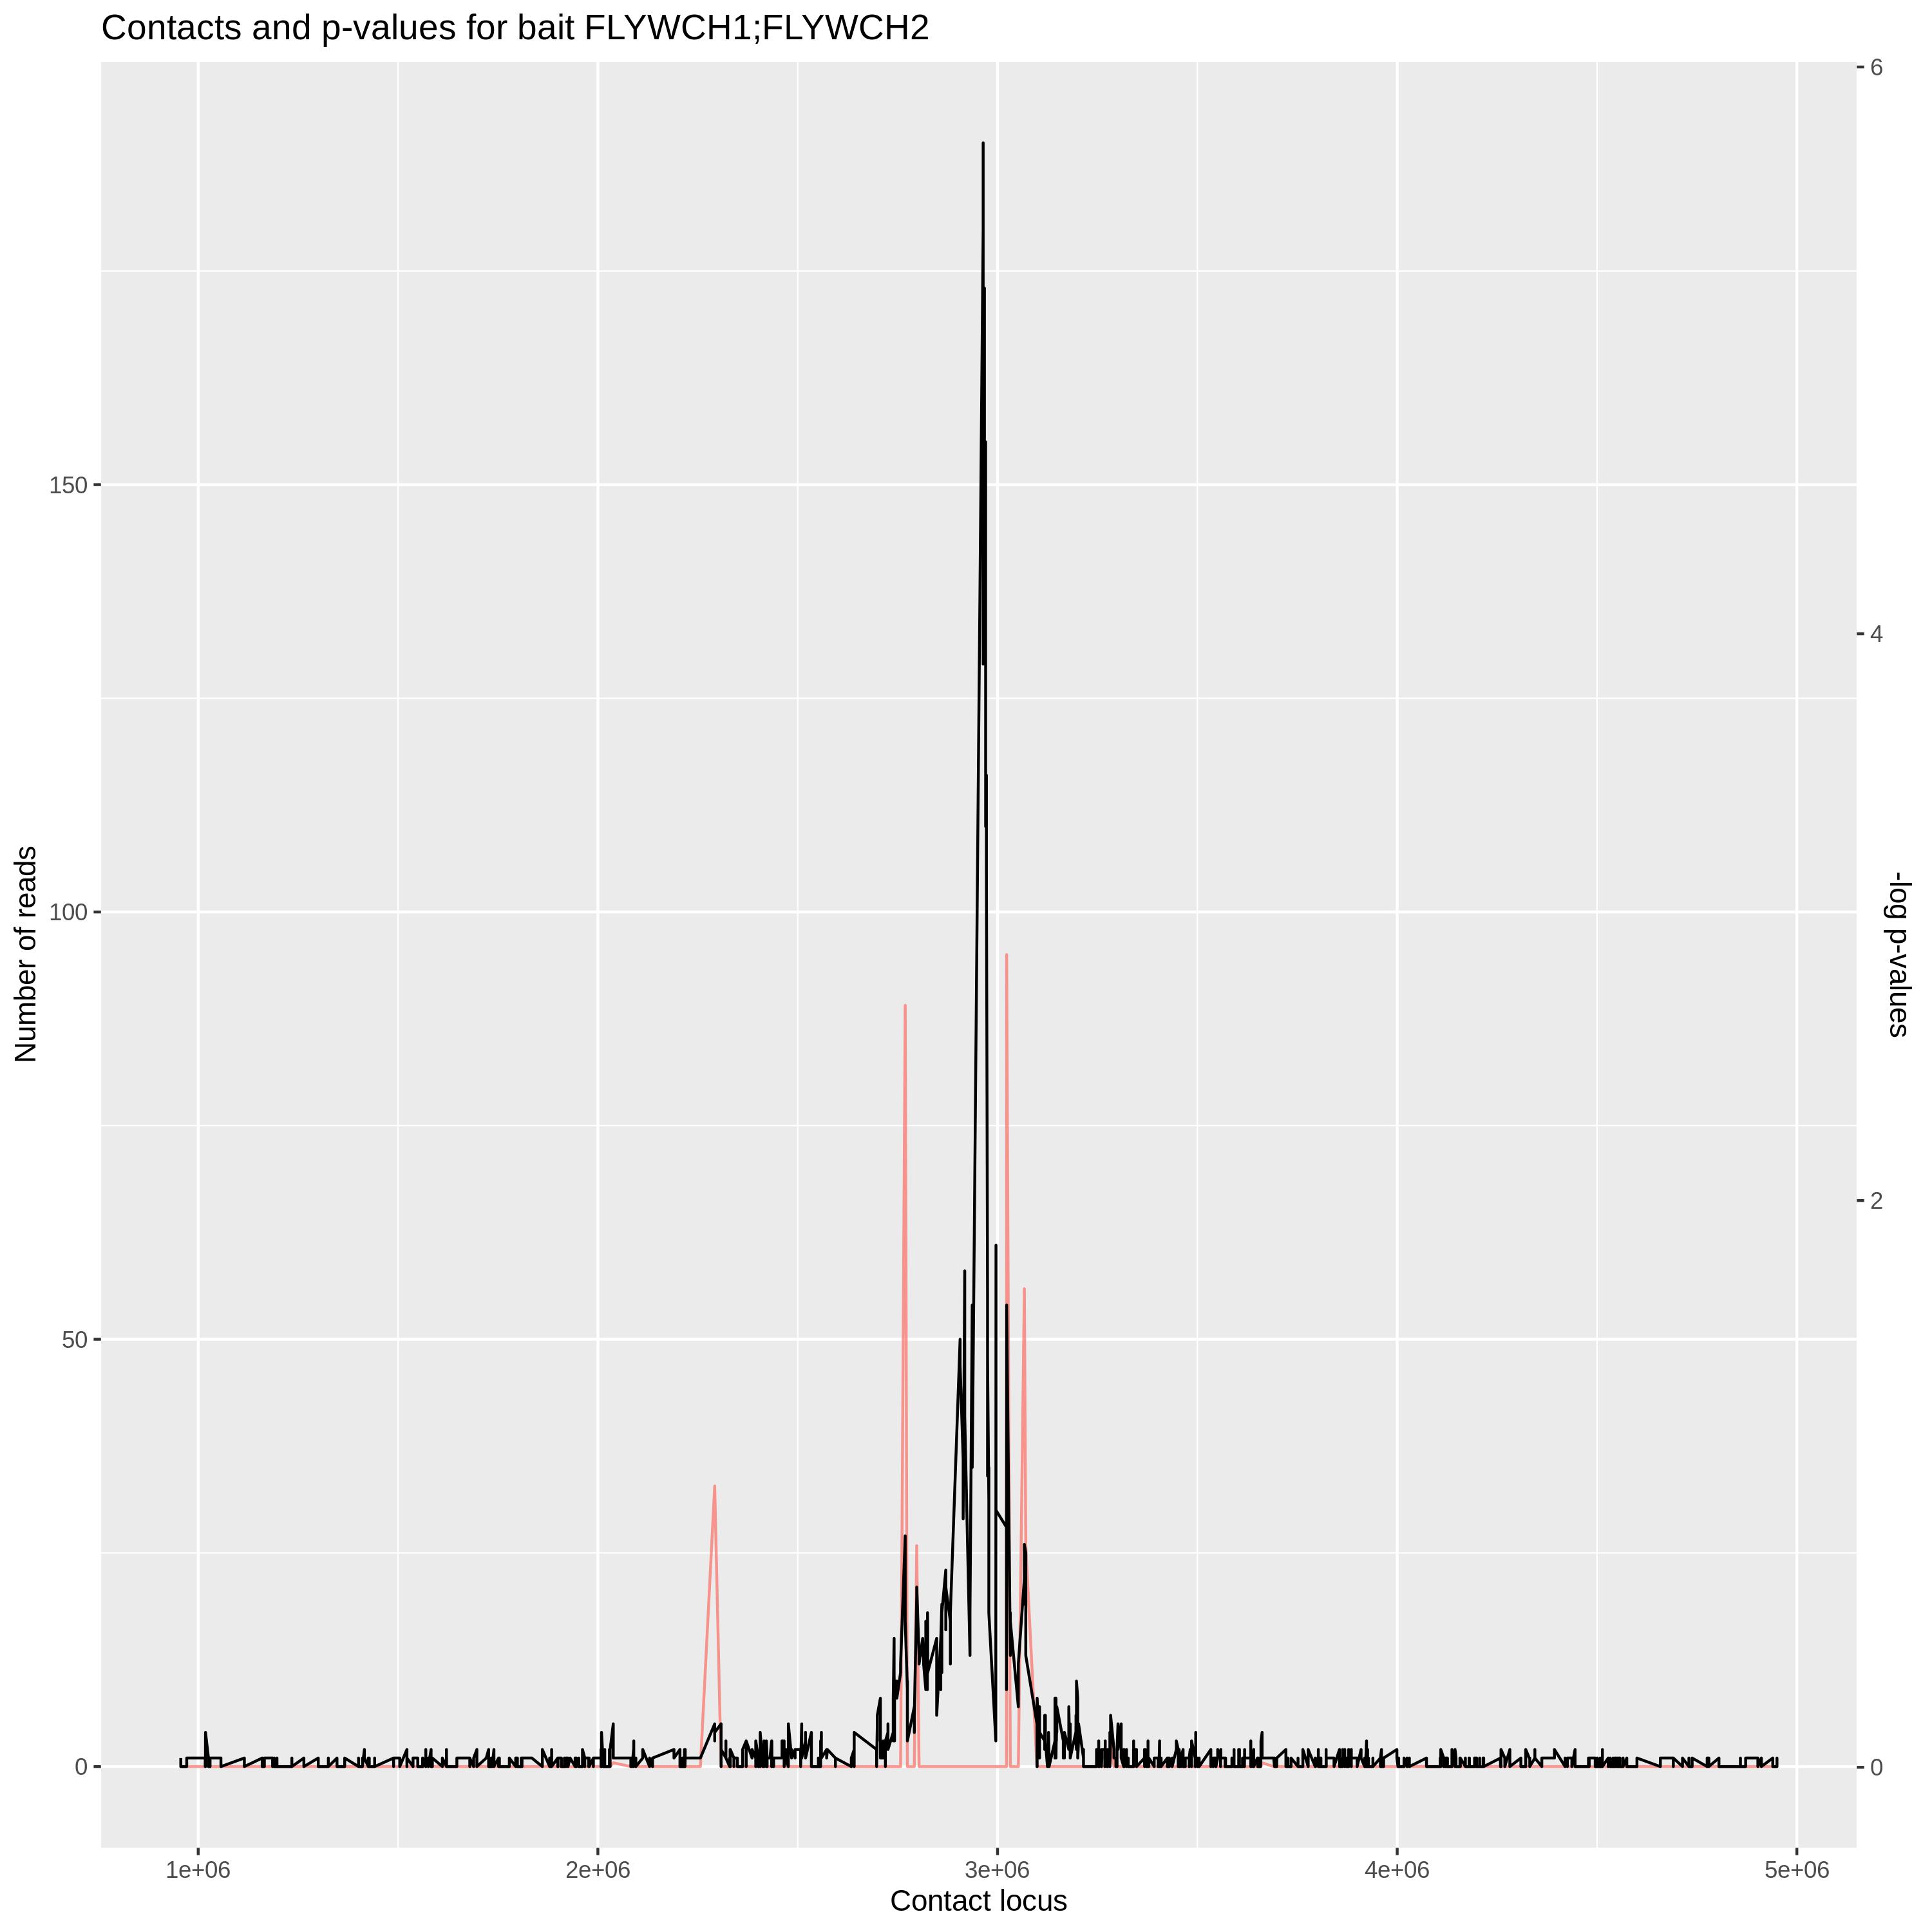 Contacts and p-values for bait FLYWCH1;FLYWCH2
6
150
4
100
Number of reads
-log p-values
2
50
0
0
1e+06
2e+06
3e+06
4e+06
5e+06
Contact locus